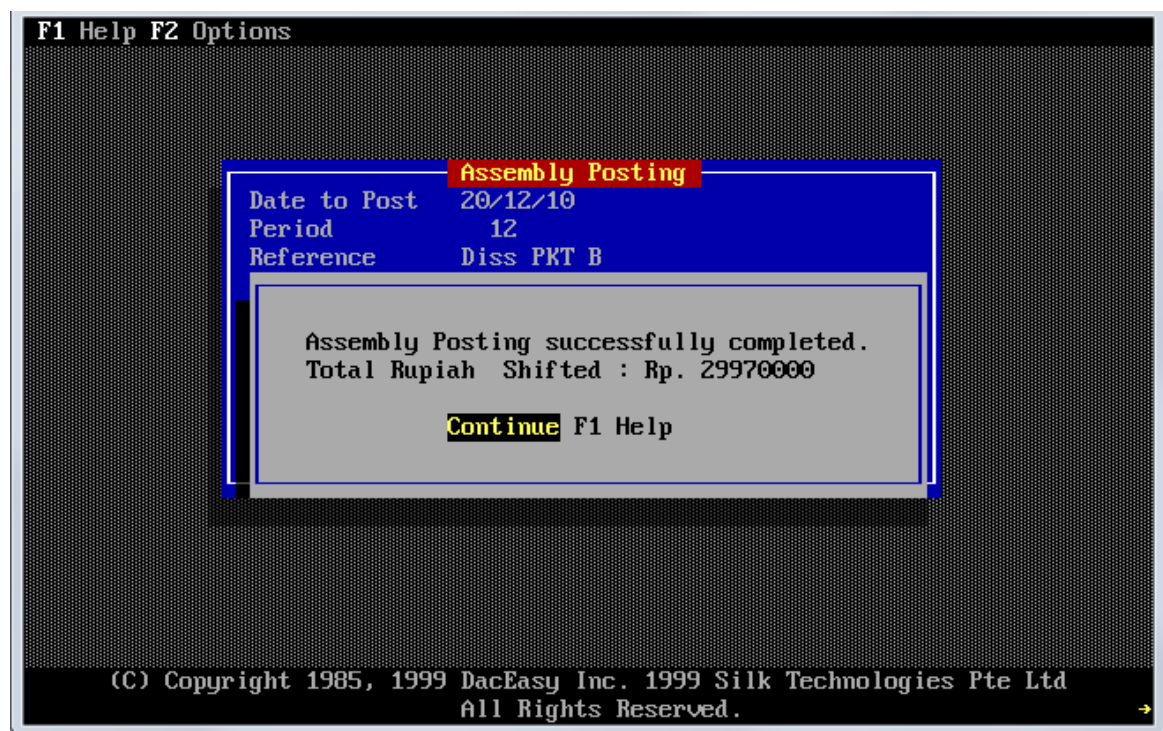 F1 Help F2 Options
Assembly Posting
Date to Post 20/12/10
Period 12
Reference Diss PKT B
Assembly Posting successfully completed.
Total Rupiah Shifted : Rp. 29970000
Continue F1 Help
(C) Copyright 1985, 1999 DacEasy Inc. 1999 Silk Technologies Pte Ltd
All Rights Reserved.